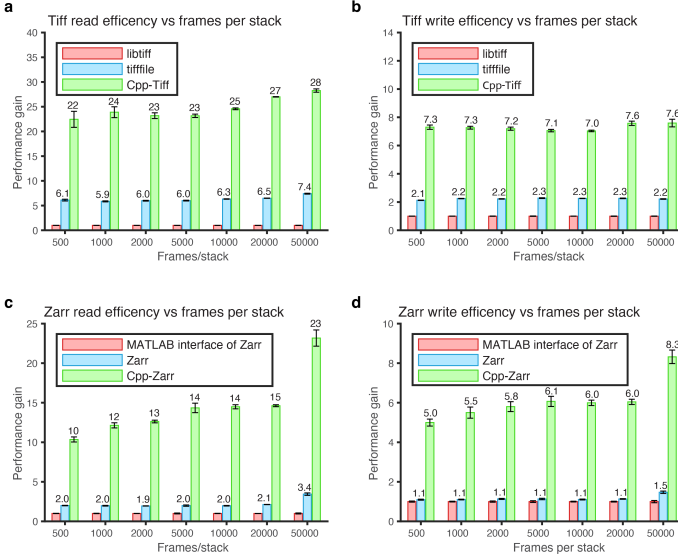 a
Tiff read efficency vs frames per stack
40
35
30
25
20
15
10
5
0
Performance gain
libtiff
tifffile
Cpp-Tiff
22
24
23
23
25
27
28
6.1
5.9
6.0
6.0
6.3
6.5
7.4
500 1000 2000 5000 10000 20000 50000
Frames/stack
b
Tiff write efficency vs frames per stack
14
12
10
8
6
4
2
0
Performance gain
libtiff
tifffile
Cpp-Tiff
7.3
7.3
7.2
7.1
7.0
7.6
7.6
2.1
2.2
2.2
2.3
2.3
2.3
2.2
500 1000 2000 5000 10000 20000 50000
Frames/stack
c
Zarr read efficency vs frames per stack
25
20
15
10
5
0
Performance gain
MATLAB interface of Zarr
Zarr
Cpp-Zarr
10
12
13
14
14
15
23
2.0
2.0
1.9
2.0
2.0
2.1
3.4
500 1000 2000 5000 10000 20000 50000
Frames/stack
d
Zarr write efficency vs frames per stack
10
8
6
4
2
0
Performance gain
MATLAB interface of Zarr
Zarr
Cpp-Zarr
5.0
5.5
5.8
6.1
6.0
6.0
8.3
1.1
1.1
1.1
1.1
1.1
1.1
1.5
500 1000 2000 5000 10000 20000 50000
Frames per stack